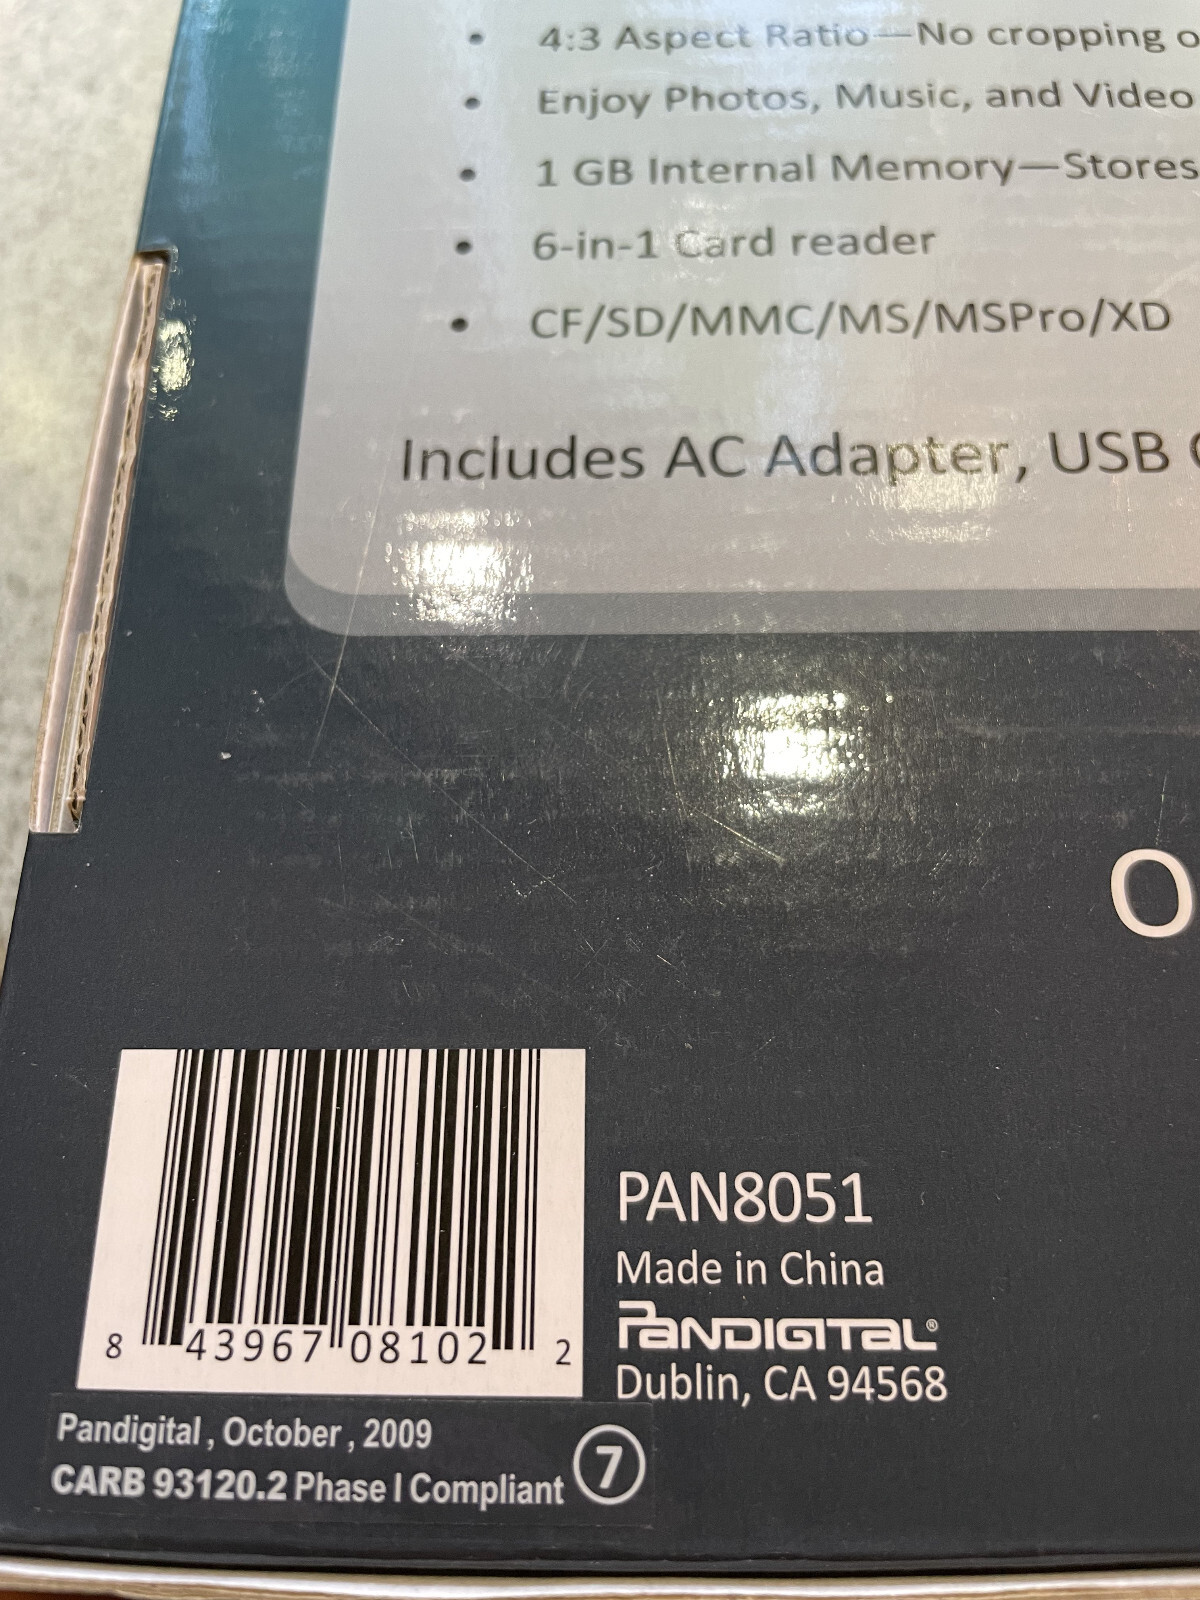 • 4:3 Aspect Ratio—No cropping
• Enjoy Photos, Music, and Video
• 1 GB Internal Memory—Stores
• 6-in-1 Card reader
• CF/SD/MMC/MS/MSPro/XD
Includes AC Adapter, USB
O
8 43967 08102 2
PAN8051
Made in China
PANDIGITAL®
Dublin, CA 94568
Pandigital, October, 2009
CARB 93120.2 Phase I Compliant
7